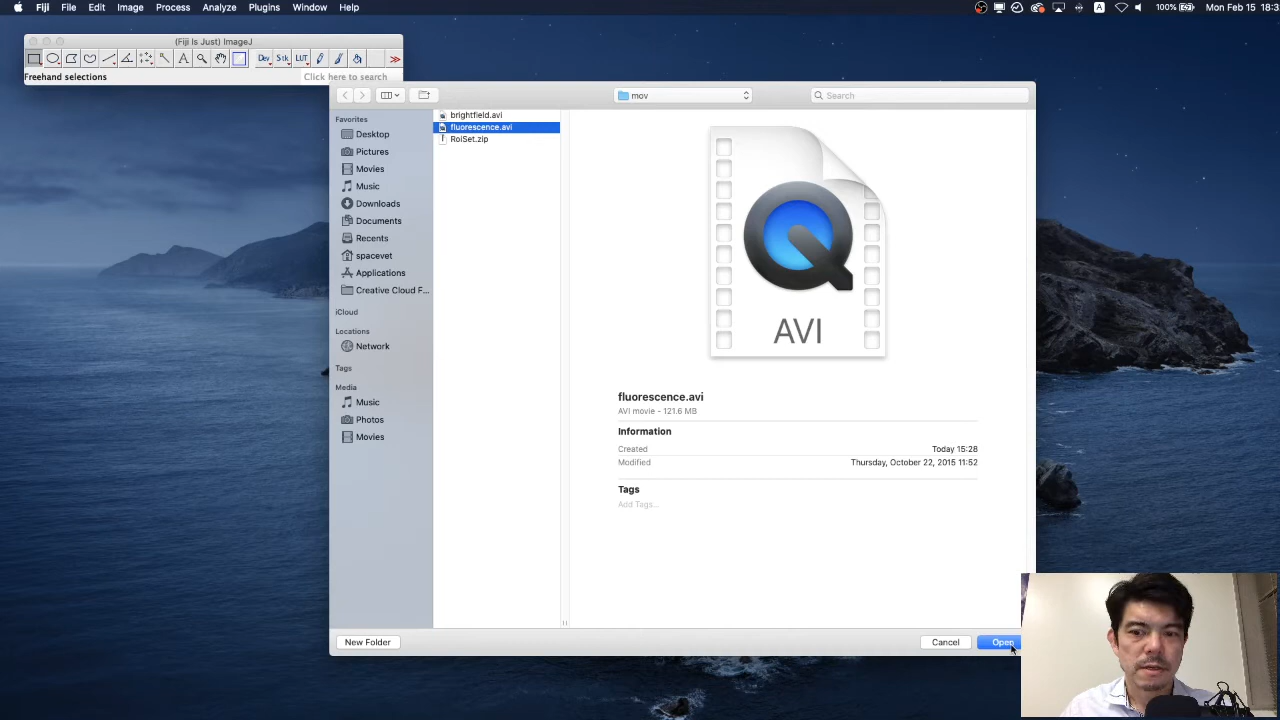 Fiji File Edit Image Process Analyze Plugins Window Help
A 100% Mon Feb 15 18:3
(Fiji Is Just) ImageJ
A Dev Stk LUT
Freehand selections Click here to search
mov Search
Favorites
Desktop
Pictures
Movies
Music
Downloads
Documents
Recents
spacevet
Applications
Creative Cloud F...
iCloud
Locations
Network
Tags
Media
Music
Photos
Movies
brightfield.avi
fluorescence.avi
RoiSet.zip
AVI
fluorescence.avi
AVI movie - 121.6 MB
Information
Created Today 15:28
Modified Thursday, October 22, 2015 11:52
Tags
Add Tags...
New Folder Cancel Open